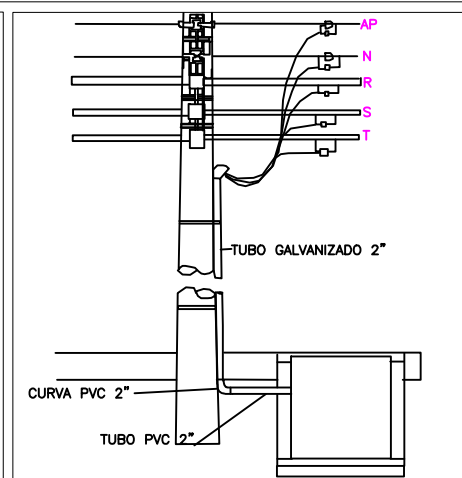 AP
N
R
S
T
TUBO GALVANIZADO 2"
CURVA PVC 2"
TUBO PVC 2"